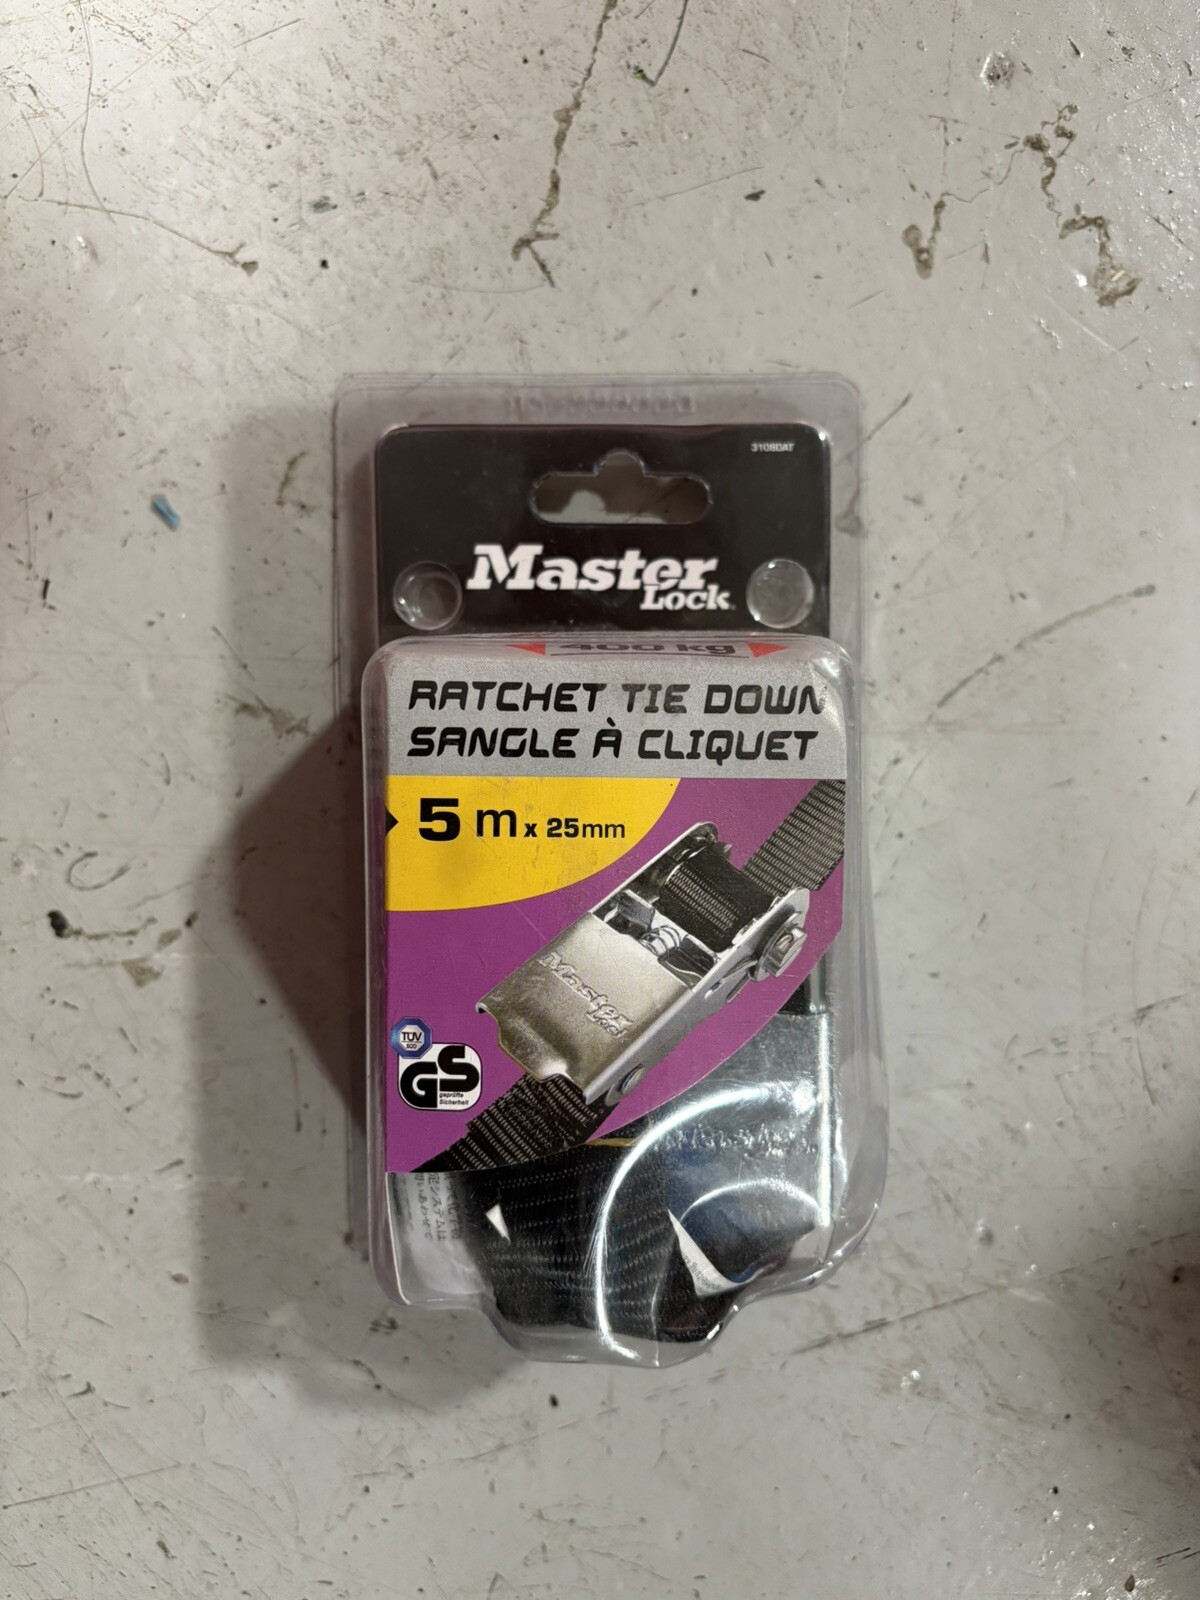 3108DAT
Master
Lock
400 kg
RATCHET TIE DOWN
SANGLE À CLIQUET
5 m x 25mm
Master
Lock
TÜV
SÜD
GS
geprüfte
Sicherheit